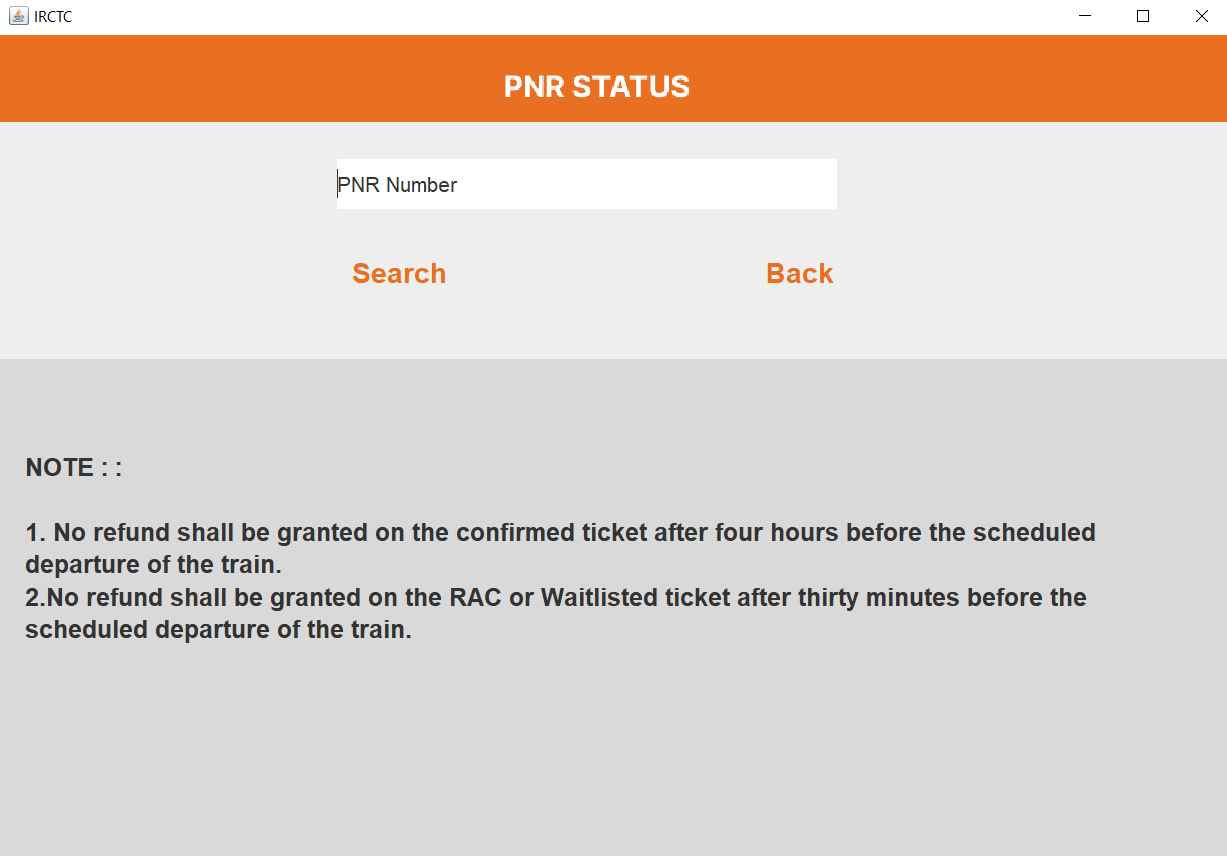 IRCTC
PNR STATUS
PNR Number
Search
Back
NOTE : :
1. No refund shall be granted on the confirmed ticket after four hours before the scheduled
departure of the train.
2.No refund shall be granted on the RAC or Waitlisted ticket after thirty minutes before the
scheduled departure of the train.